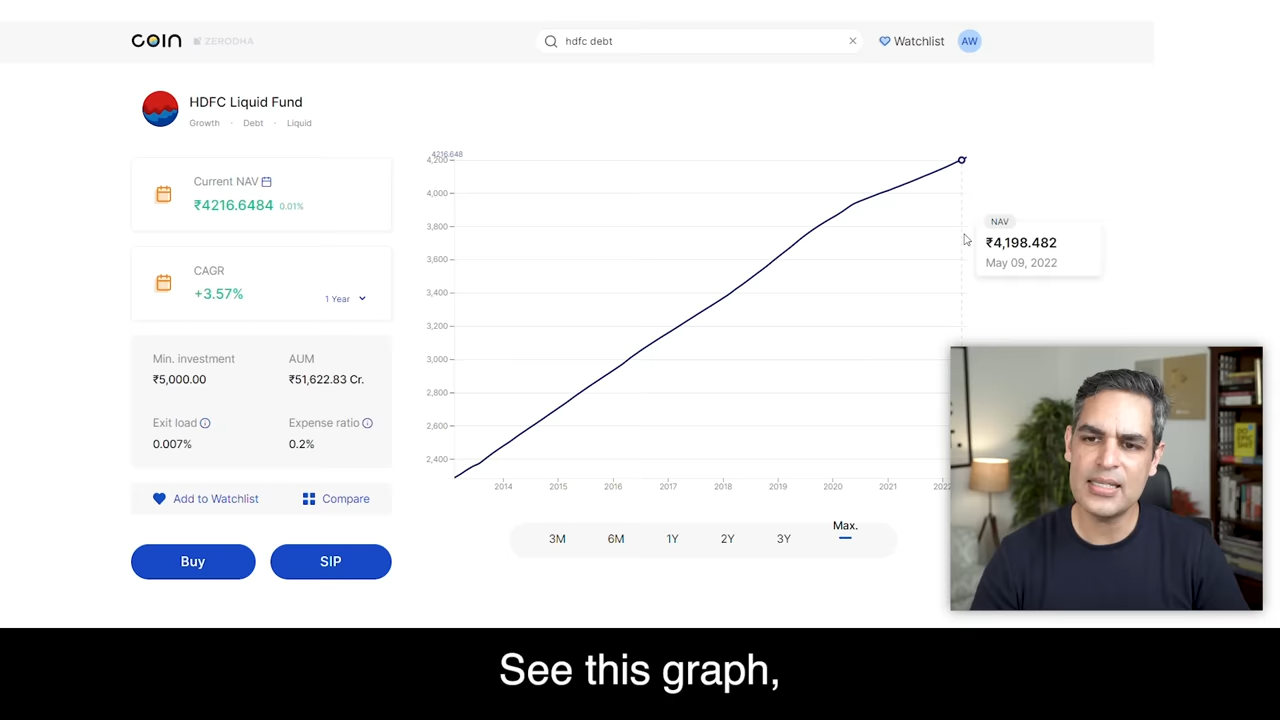 COIN ZERODHA
hdfc debt
Watchlist
AW
HDFC Liquid Fund
Growth · Debt · Liquid
Current NAV
₹4216.6484 0.01%
CAGR
+3.57%
1 Year
Min. investment
₹5,000.00
AUM
₹51,622.83 Cr.
Exit load
0.007%
Expense ratio
0.2%
Add to Watchlist
Compare
Buy
SIP
4216.648
4,200
4,000
3,800
3,600
3,400
3,200
3,000
2,800
2,600
2,400
2014 2015 2016 2017 2018 2019 2020 2021 2022
NAV
₹4,198.482
May 09, 2022
3M 6M 1Y 2Y 3Y Max.
See this graph,